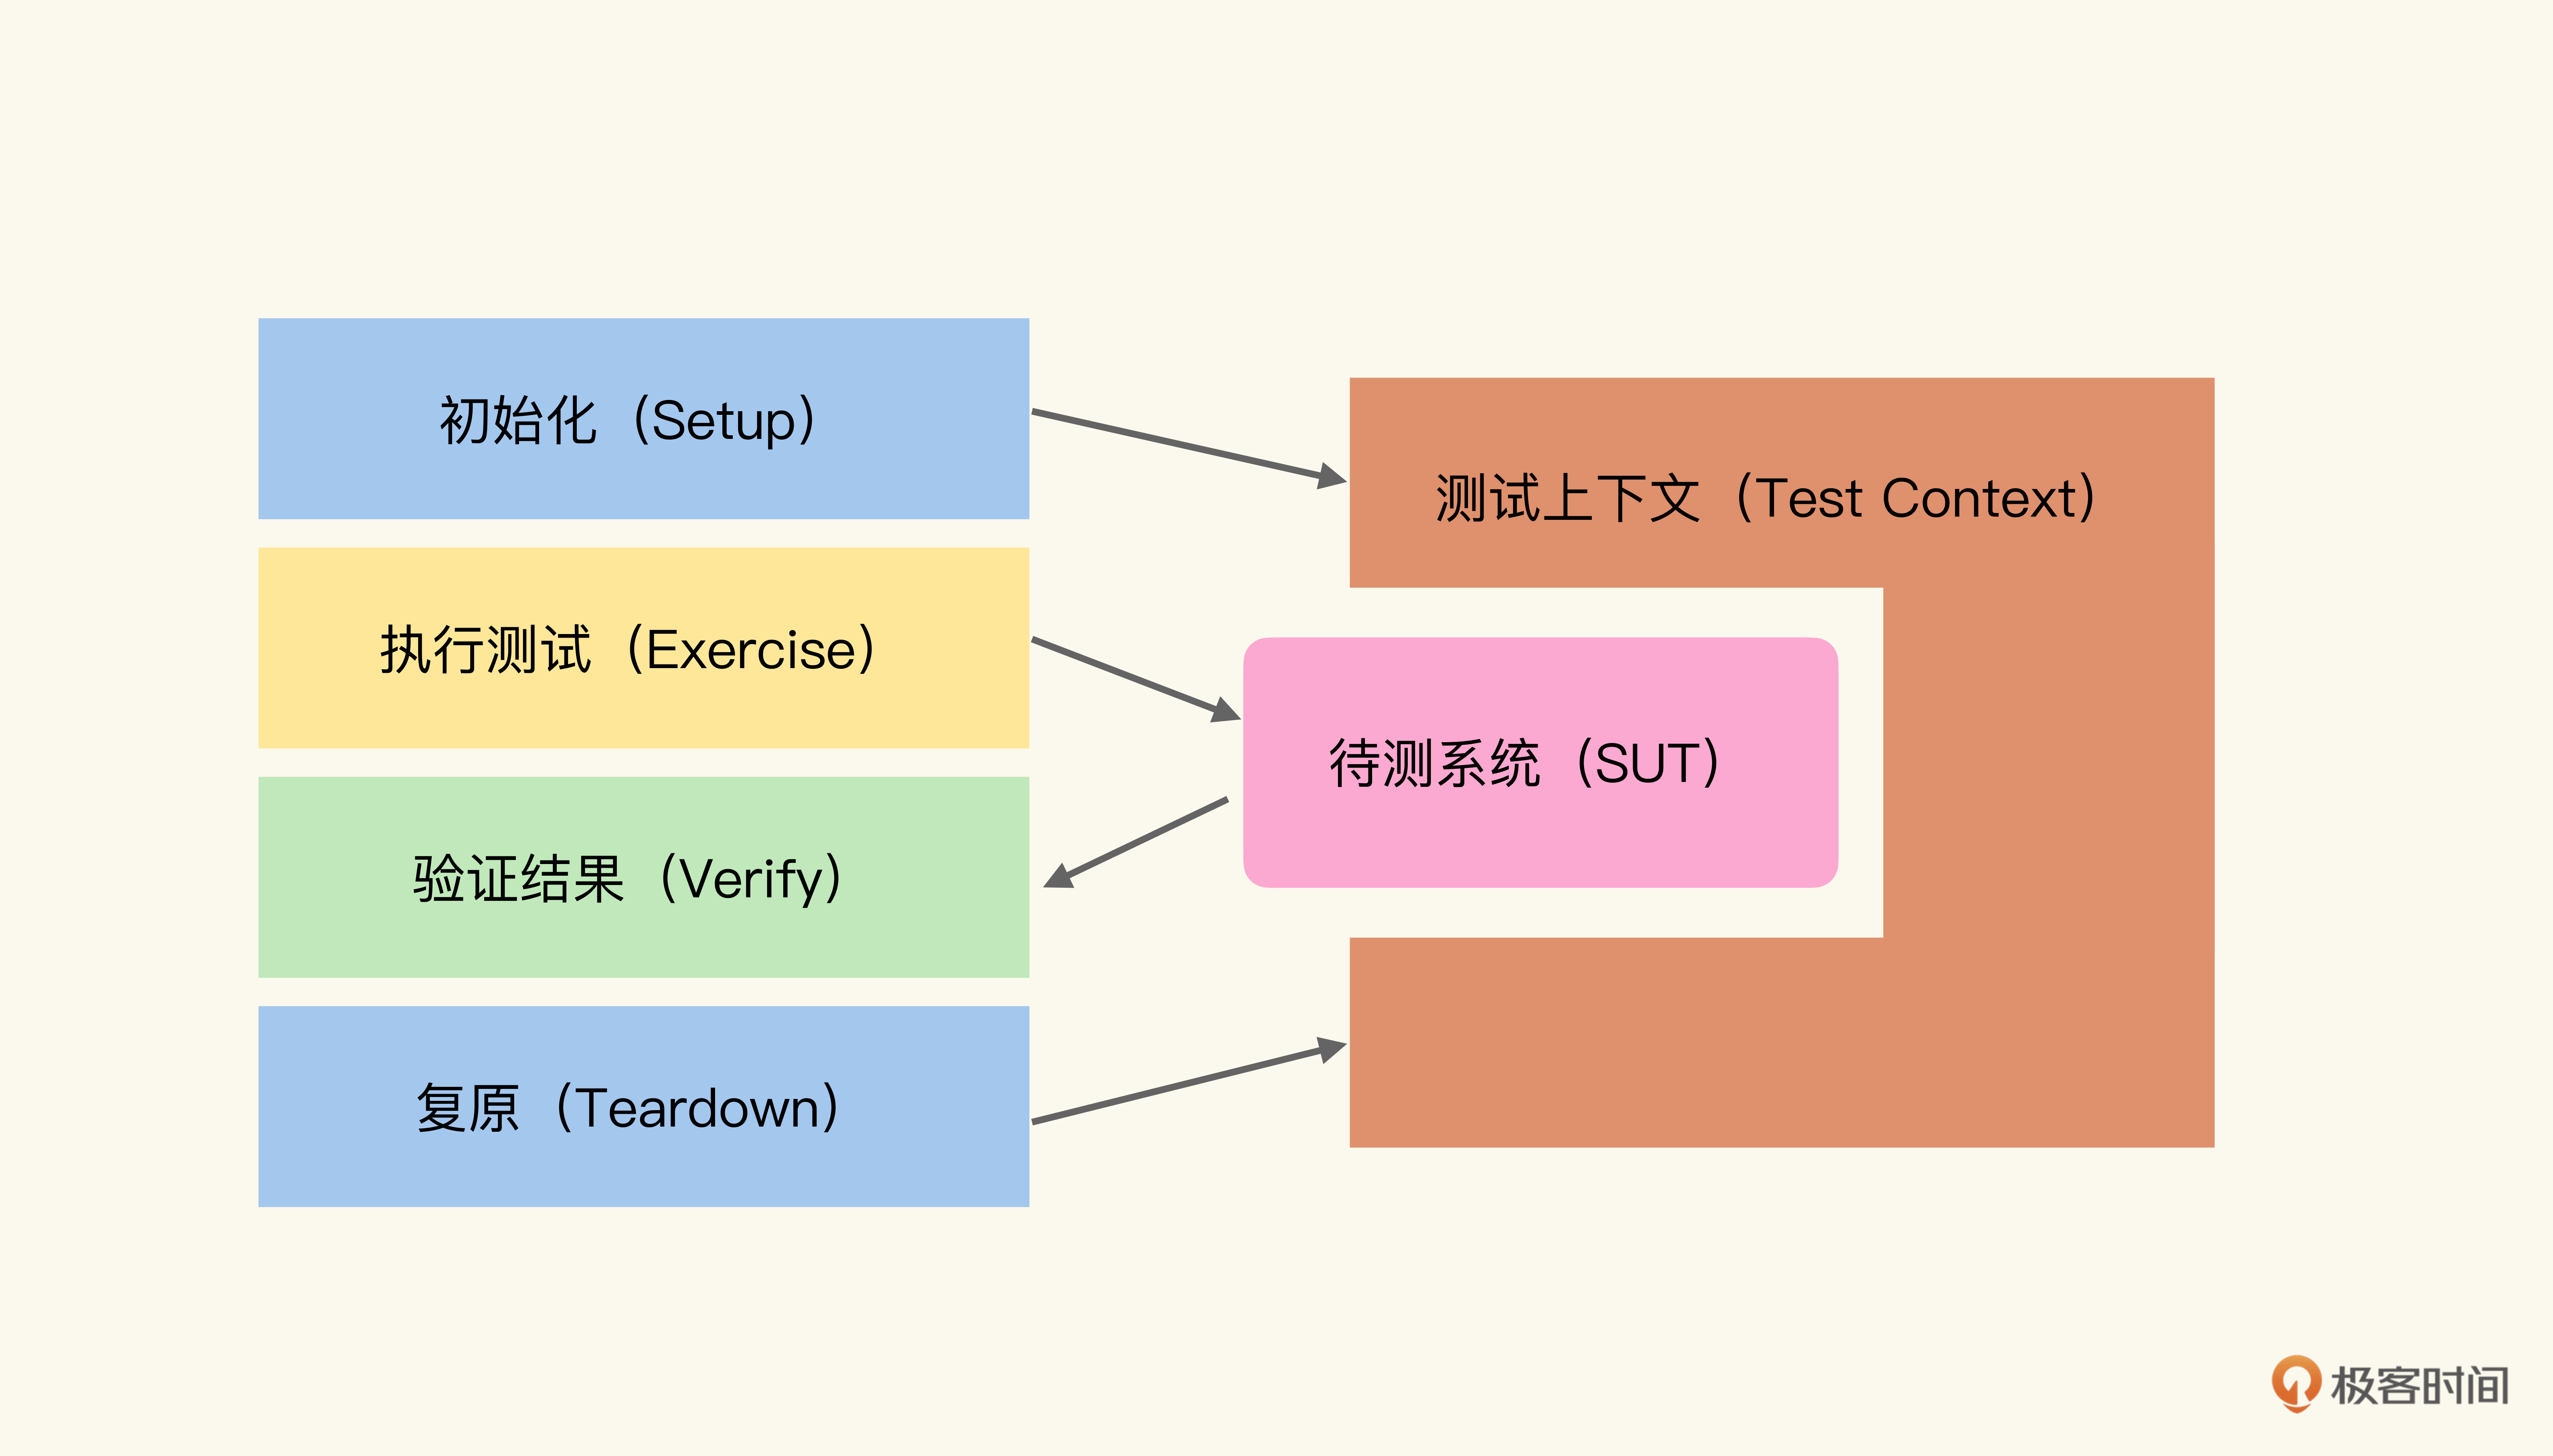 初始化（Setup）
测试上下文（Test Context）
执行测试（Exercise）
待测系统（SUT）
验证结果（Verify）
复原（Teardown）
极客时间